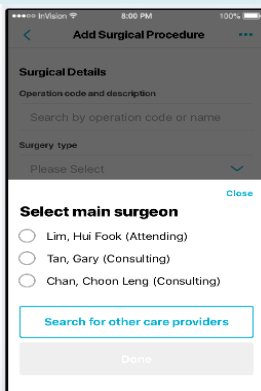 InVision 8:00 PM 100%
Add Surgical Procedure
Surgical Details
Operation code and description
Search by operation code or name
Surgery type
Please Select
Close
Select main surgeon
Lim, Hui Fook (Attending)
Tan, Gary (Consulting)
Chan, Choon Leng (Consulting)
Search for other care providers
Done